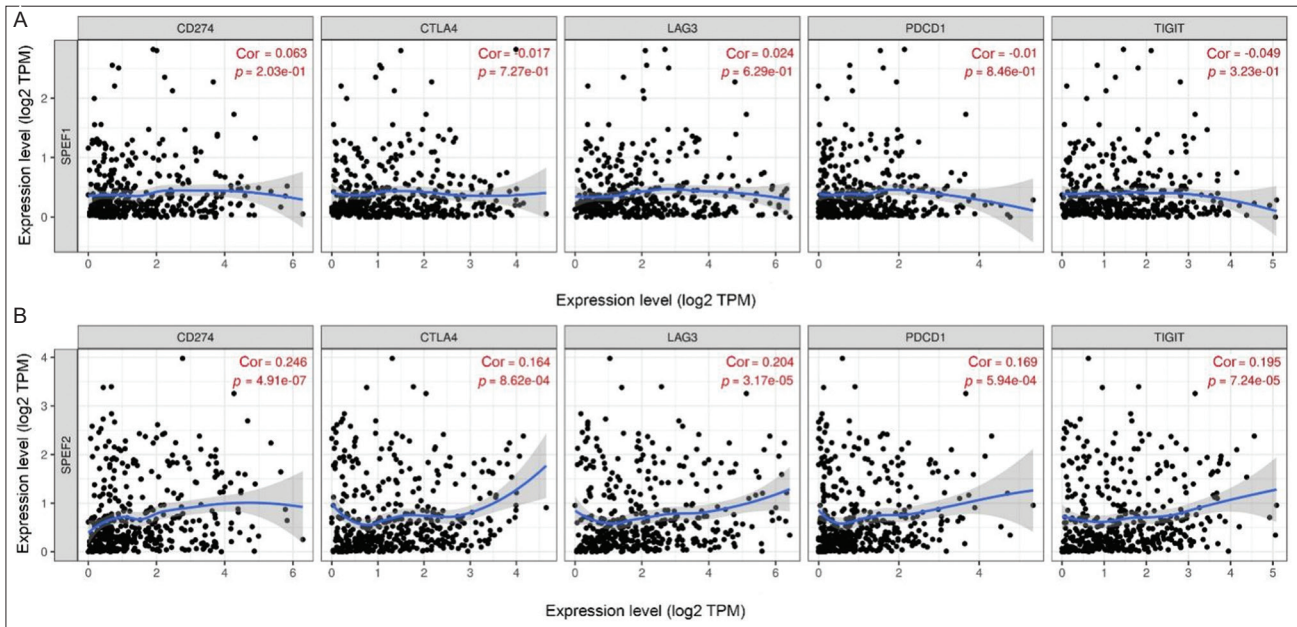 A
CD274
CTLA4
LAG3
PDCD1
TIGIT
Cor = 0.063
p = 2.03e-01
Cor = -0.017
p = 7.27e-01
Cor = 0.024
p = 6.29e-01
Cor = -0.01
p = 8.46e-01
Cor = -0.049
p = 3.23e-01
Expression level (log2 TPM)
SPEF1
2
1
0
0 2 4 6
0 1 2 3 4
0 2 4 6
0 2 4
0 1 2 3 4 5
Expression level (log2 TPM)
B
CD274
CTLA4
LAG3
PDCD1
TIGIT
Cor = 0.246
p = 4.91e-07
Cor = 0.164
p = 8.62e-04
Cor = 0.204
p = 3.17e-05
Cor = 0.169
p = 5.94e-04
Cor = 0.195
p = 7.24e-05
Expression level (log2 TPM)
SPEF2
4
3
2
1
0
0 2 4 6
0 1 2 3 4
0 2 4 6
0 2 4
0 1 2 3 4 5
Expression level (log2 TPM)